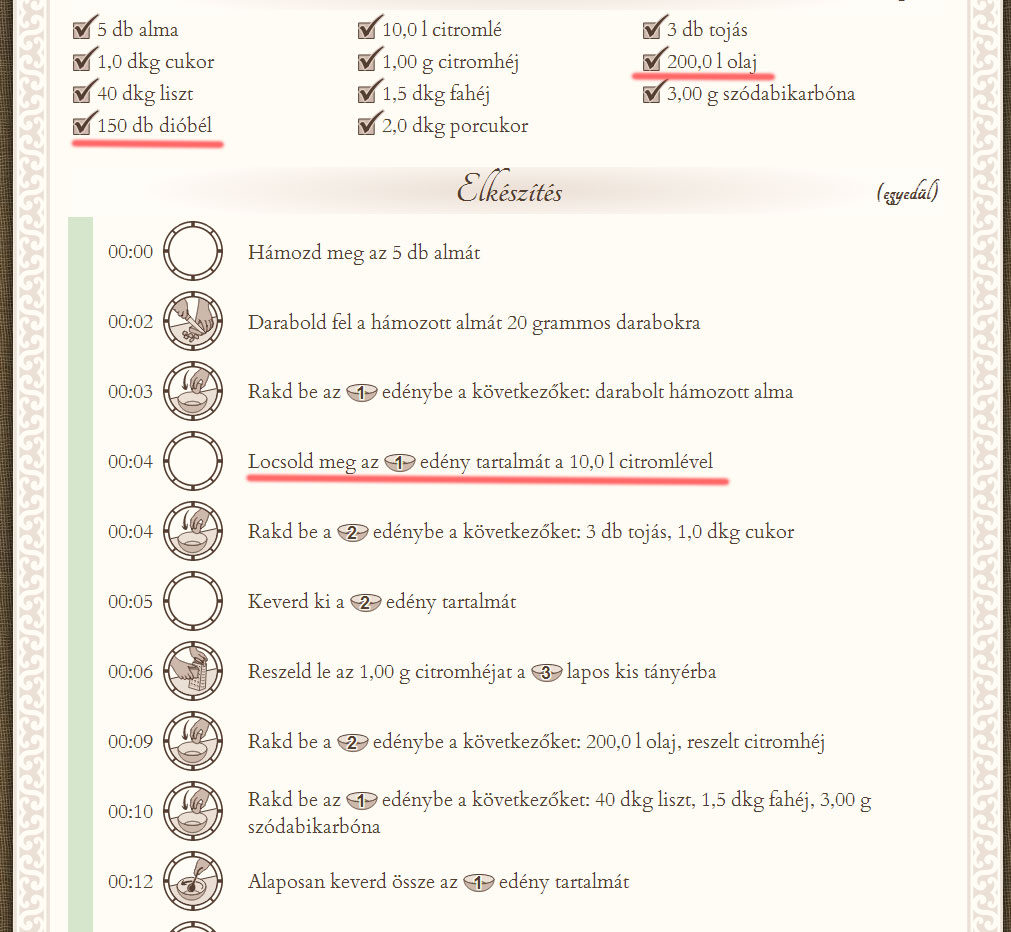 5 db alma
10,0 l citromlé
3 db tojás
1,0 dkg cukor
1,00 g citromhéj
200,0 l olaj
40 dkg liszt
1,5 dkg fahéj
3,00 g szódabikarbóna
150 db dióbél
2,0 dkg porcukor
Elkészítés
(egyedül)
00:00 Hámozd meg az 5 db almát
00:02 Darabold fel a hámozott almát 20 grammos darabokra
00:03 Rakd be az 1 edénybe a következőket: darabolt hámozott alma
00:04 Locsold meg az 1 edény tartalmát a 10,0 l citromlével
00:04 Rakd be a 2 edénybe a következőket: 3 db tojás, 1,0 dkg cukor
00:05 Keverd ki a 2 edény tartalmát
00:06 Reszeld le az 1,00 g citromhéjat a 3 lapos kis tányérba
00:09 Rakd be a 2 edénybe a következőket: 200,0 l olaj, reszelt citromhéj
00:10 Rakd be az 1 edénybe a következőket: 40 dkg liszt, 1,5 dkg fahéj, 3,00 g
szódabikarbóna
00:12 Alaposan keverd össze az 1 edény tartalmát